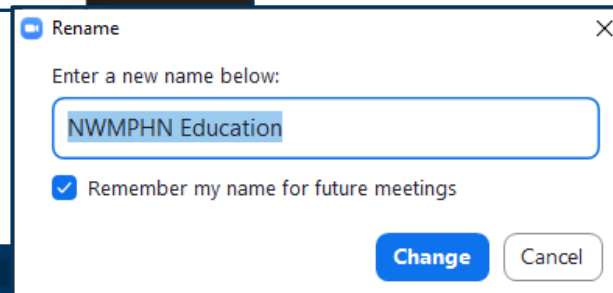 Rename
Enter a new name below:
NWMPHN Education
Remember my name for future meetings
Change Cancel